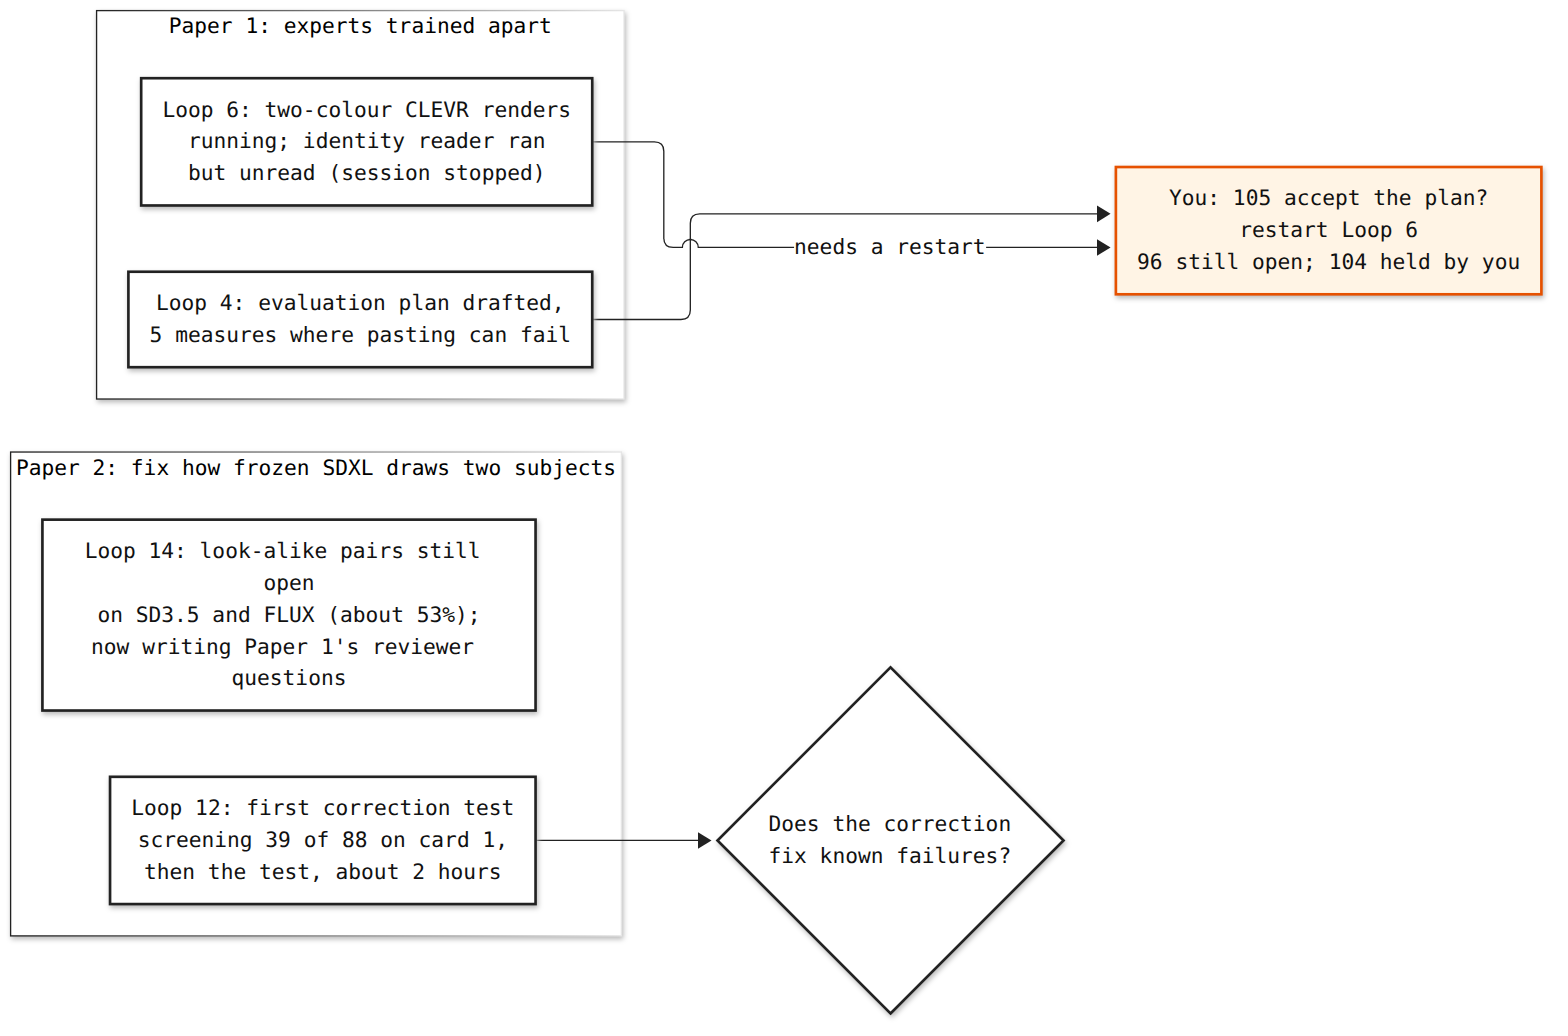 Paper 1: experts trained apart
Loop 6: two-colour CLEVR renders
running; identity reader ran
but unread (session stopped)
Loop 4: evaluation plan drafted,
5 measures where pasting can fail
needs a restart
You: 105 accept the plan?
restart Loop 6
96 still open; 104 held by you
Paper 2: fix how frozen SDXL draws two subjects
Loop 14: look-alike pairs still
open
on SD3.5 and FLUX (about 53%);
now writing Paper 1's reviewer
questions
Loop 12: first correction test
screening 39 of 88 on card 1,
then the test, about 2 hours
Does the correction
fix known failures?